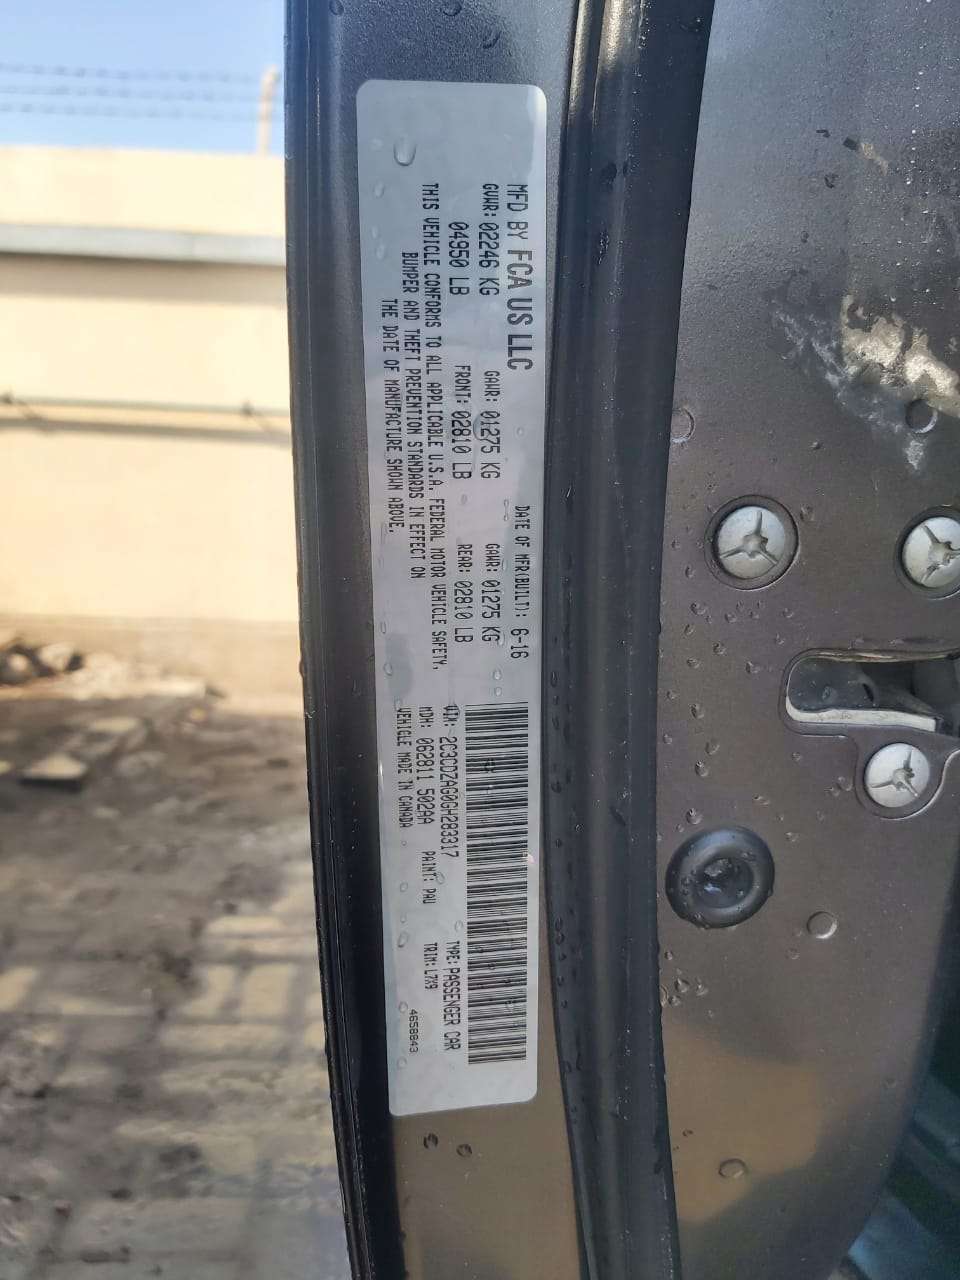 MFD BY FCA US LLC DATE OF MFR(BUILT): 6-16
GVWR: 02246 KG GAWR: 01275 KG GAWR: 01275 KG
04950 LB FRONT: 02810 LB REAR: 02810 LB
THIS VEHICLE CONFORMS TO ALL APPLICABLE U.S.A. FEDERAL MOTOR VEHICLE SAFETY,
BUMPER AND THEFT PREVENTION STANDARDS IN EFFECT ON
THE DATE OF MANUFACTURE SHOWN ABOVE.
VIN: 2C3CDZAG0GH283317 TYPE: PASSENGER CAR
MDH: 062811 502AA PAINT: PAU TRIM: L7X9
VEHICLE MADE IN CANADA 4658843